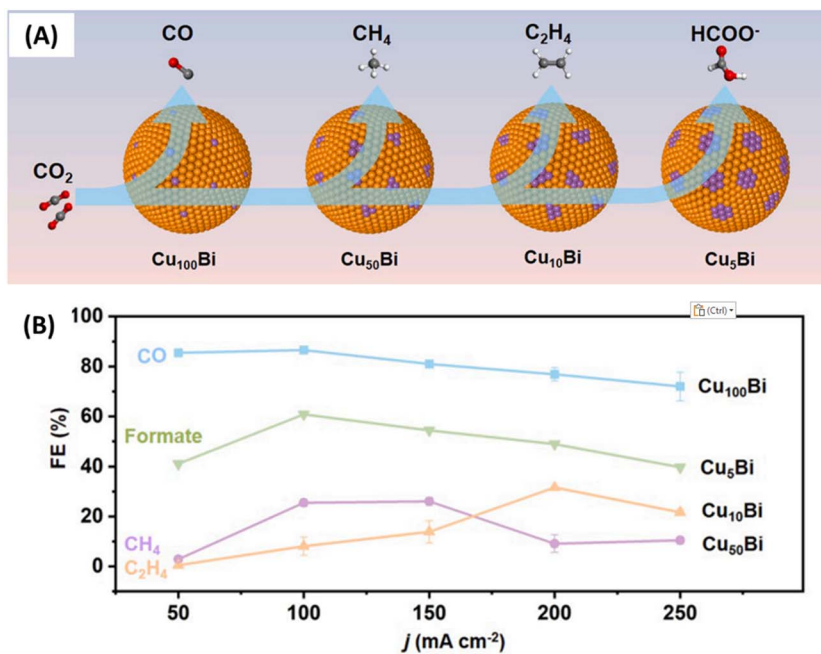 (A)
CO CH₄ C₂H₄ HCOO⁻
CO₂
Cu₁₀₀Bi Cu₅₀Bi Cu₁₀Bi Cu₅Bi
(B)
(Ctrl)
100
80
60
40
20
0
FE (%)
CO
Formate
CH₄
C₂H₄
Cu₁₀₀Bi
Cu₅Bi
Cu₁₀Bi
Cu₅₀Bi
50 100 150 200 250
j (mA cm⁻²)